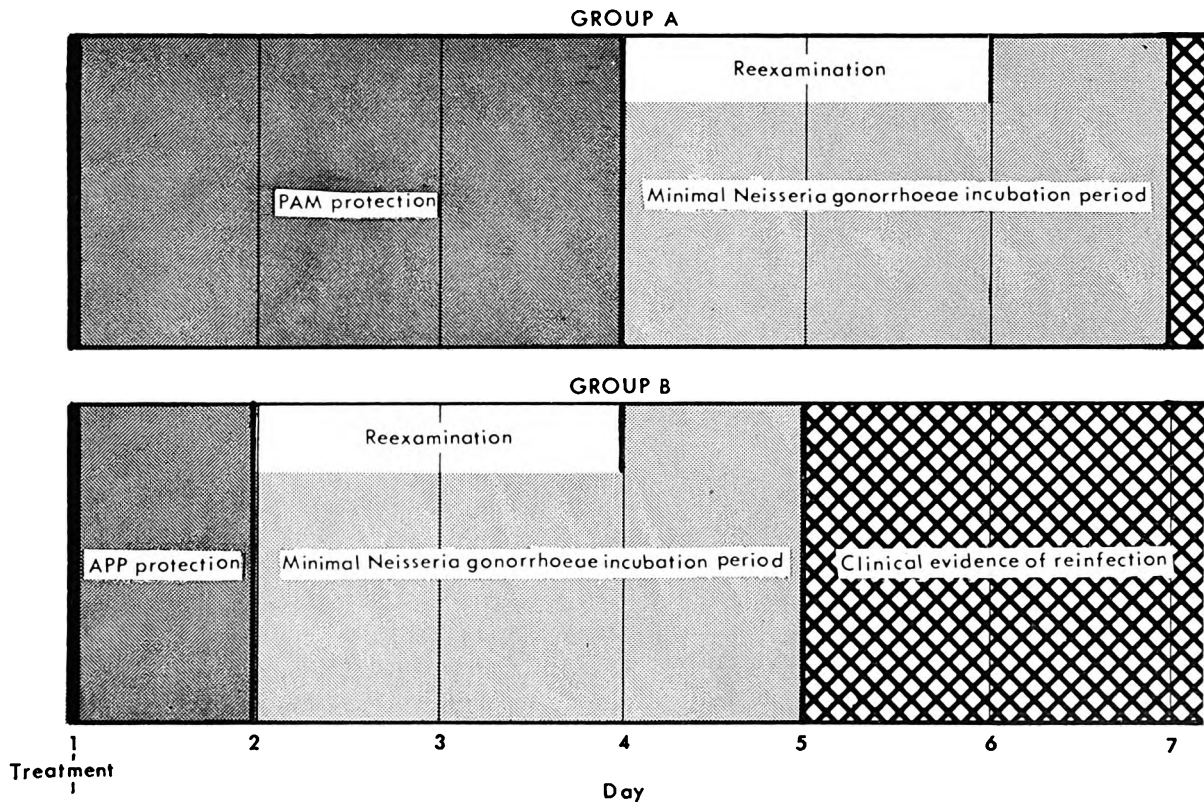 GROUP A
Reexamination
PAM protection
Minimal Neisseria gonorrhoeae incubation period
GROUP B
Reexamination
APP protection
Minimal Neisseria gonorrhoeae incubation period
Clinical evidence of reinfection
1 2 3 4 5 6 7
Treatment
Day